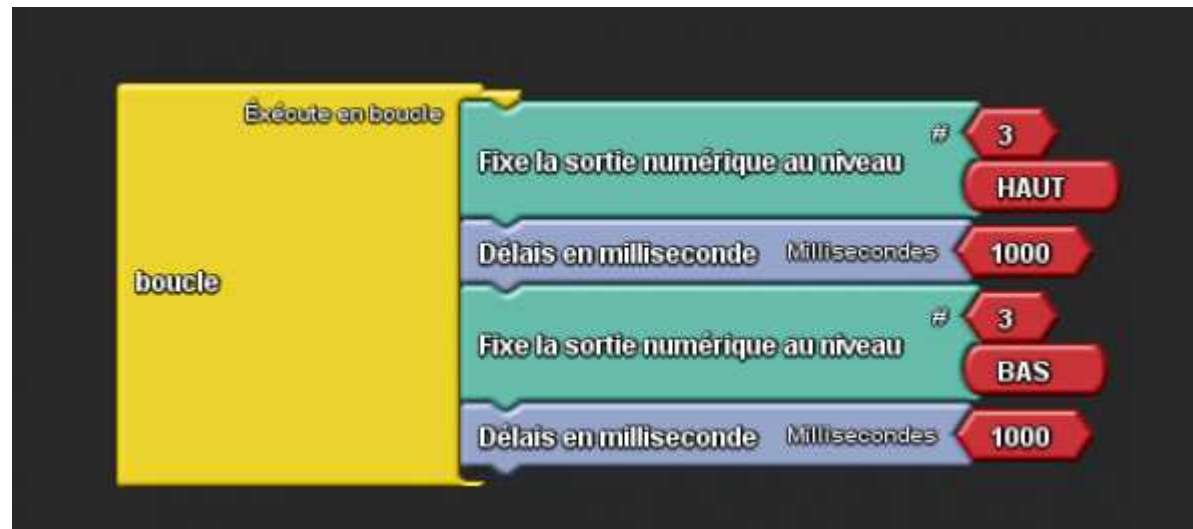 Éxécute en boucle
boucle
Fixe la sortie numérique au niveau # 3
HAUT
Délais en milliseconde Millisecondes 1000
Fixe la sortie numérique au niveau # 3
BAS
Délais en milliseconde Millisecondes 1000